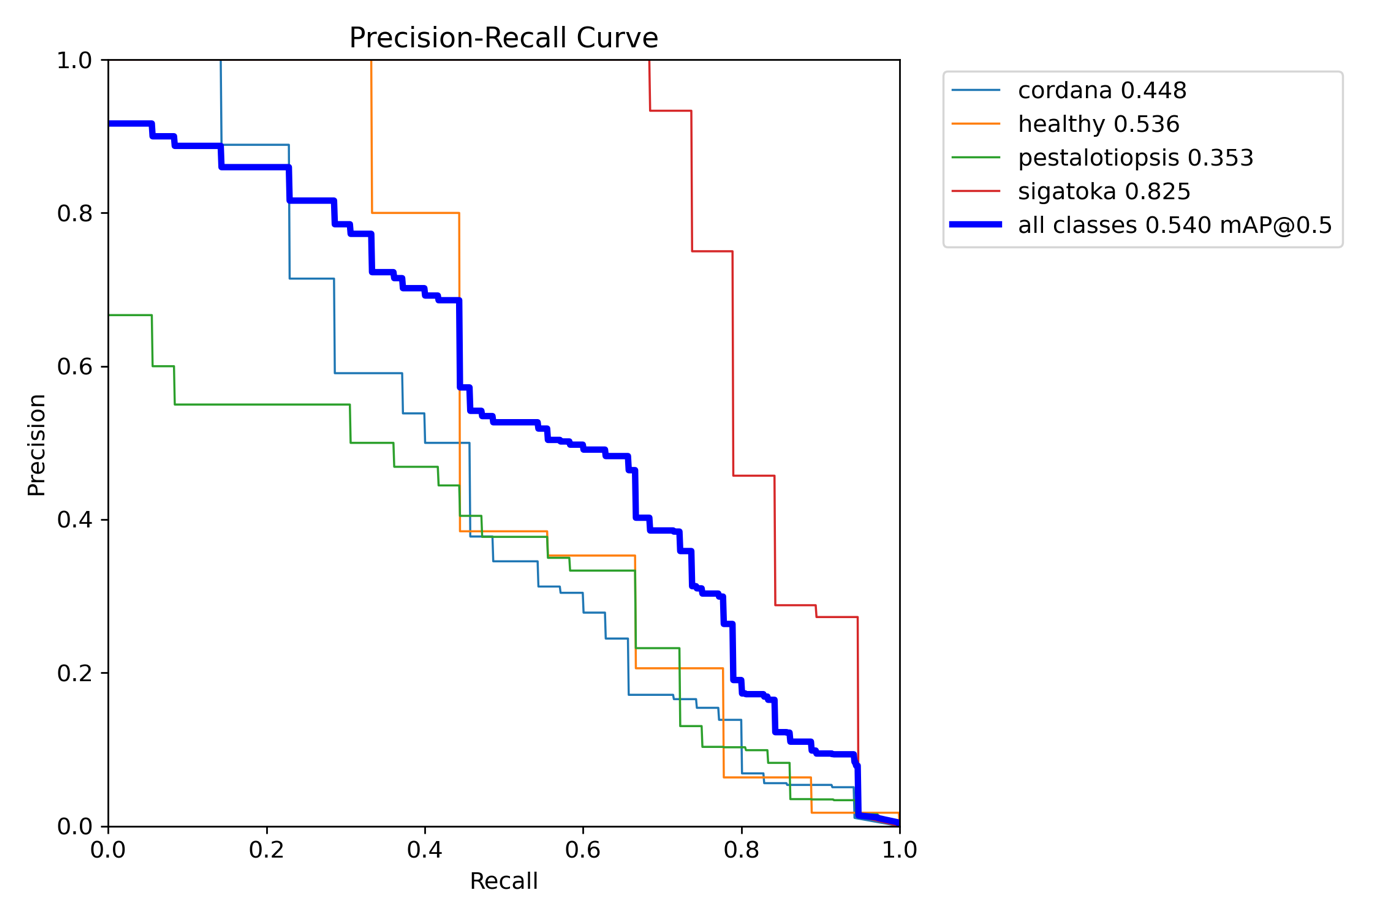 Precision-Recall Curve
1.0
0.8
0.6
0.4
0.2
0.0
Precision
0.0 0.2 0.4 0.6 0.8 1.0
Recall
cordana 0.448
healthy 0.536
pestalotiopsis 0.353
sigatoka 0.825
all classes 0.540 mAP@0.5